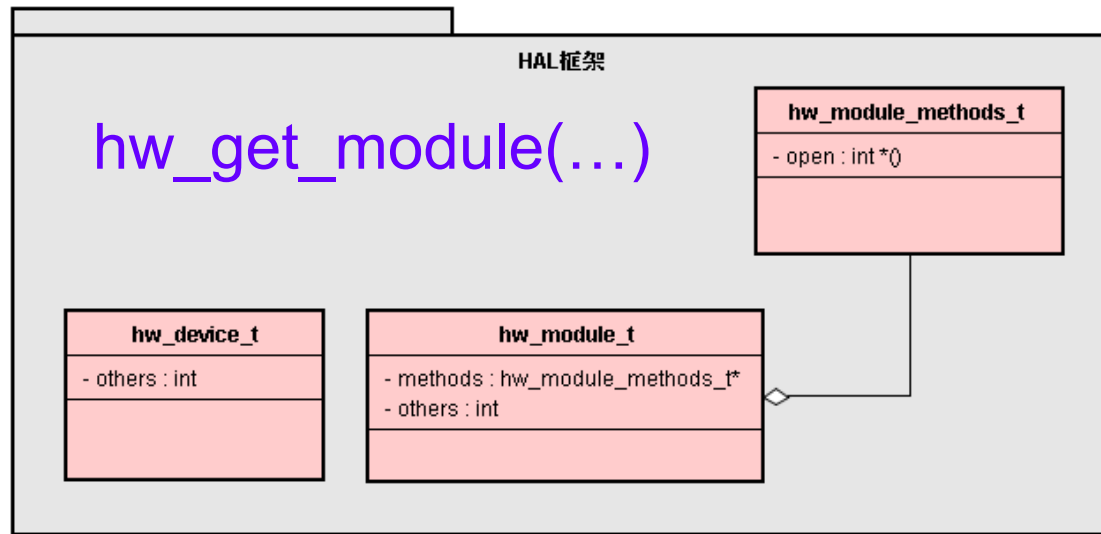 HAL框架
hw_get_module(…)
hw_module_methods_t
- open : int *()
hw_device_t
- others : int
hw_module_t
- methods : hw_module_methods_t*
- others : int